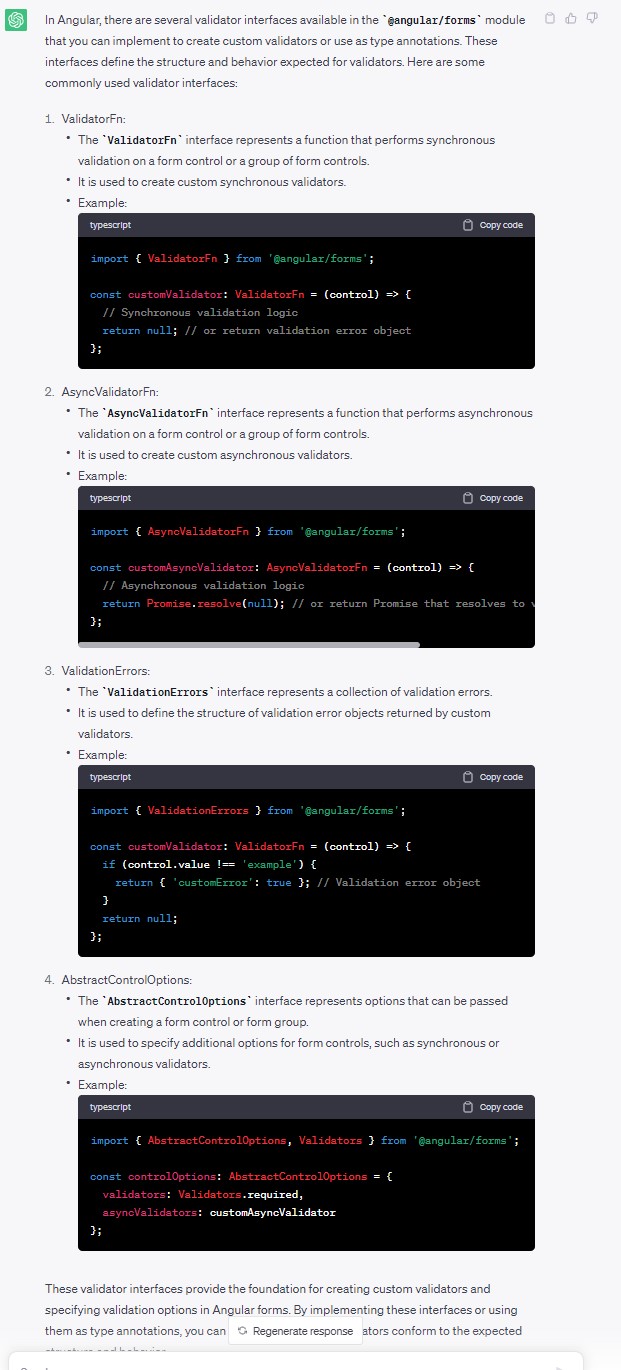 In Angular, there are several validator interfaces available in the `@angular/forms` module
that you can implement to create custom validators or use as type annotations. These
interfaces define the structure and behavior expected for validators. Here are some
commonly used validator interfaces:
1. ValidatorFn:
• The `ValidatorFn` interface represents a function that performs synchronous
validation on a form control or a group of form controls.
• It is used to create custom synchronous validators.
• Example:
typescript Copy code
import { ValidatorFn } from '@angular/forms';
const customValidator: ValidatorFn = (control) => {
// Synchronous validation logic
return null; // or return validation error object
};
2. AsyncValidatorFn:
• The `AsyncValidatorFn` interface represents a function that performs asynchronous
validation on a form control or a group of form controls.
• It is used to create custom asynchronous validators.
• Example:
typescript Copy code
import { AsyncValidatorFn } from '@angular/forms';
const customAsyncValidator: AsyncValidatorFn = (control) => {
// Asynchronous validation logic
return Promise.resolve(null); // or return Promise that resolves to
};
3. ValidationErrors:
• The `ValidationErrors` interface represents a collection of validation errors.
• It is used to define the structure of validation error objects returned by custom
validators.
• Example:
typescript Copy code
import { ValidationErrors } from '@angular/forms';
const customValidator: ValidatorFn = (control) => {
if (control.value !== 'example') {
return { 'customError': true }; // Validation error object
}
return null;
};
4. AbstractControlOptions:
• The `AbstractControlOptions` interface represents options that can be passed
when creating a form control or form group.
• It is used to specify additional options for form controls, such as synchronous or
asynchronous validators.
• Example:
typescript Copy code
import { AbstractControlOptions, Validators } from '@angular/forms';
const controlOptions: AbstractControlOptions = {
validators: Validators.required,
asyncValidators: customAsyncValidator
};
These validator interfaces provide the foundation for creating custom validators and
specifying validation options in Angular forms. By implementing these interfaces or using
them as type annotations, you can Regenerate response ators conform to the expected
structure and behavior.